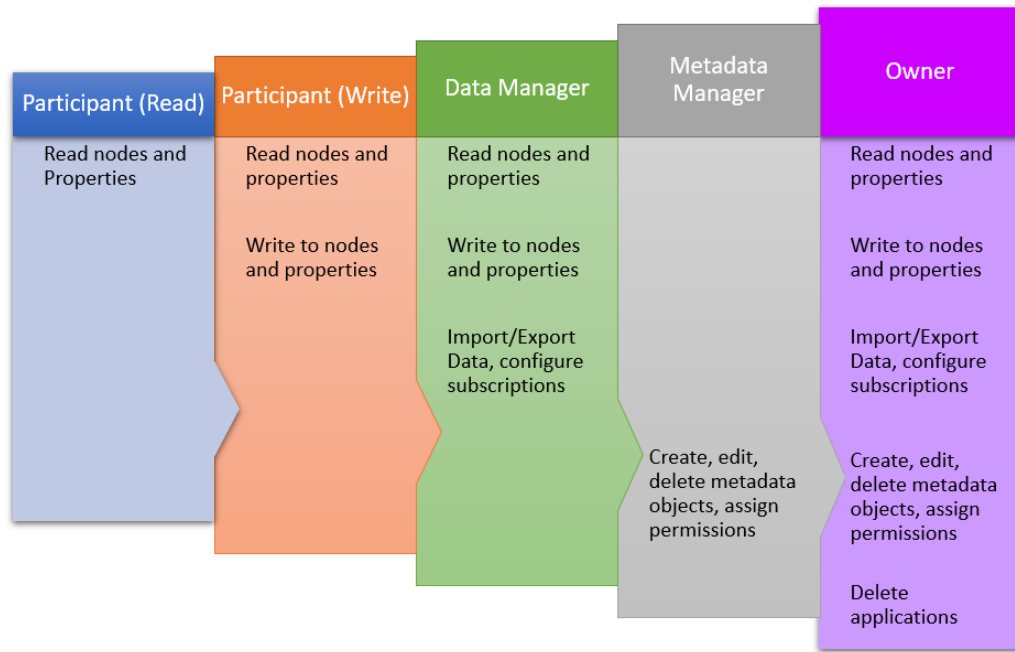 Participant (Read)
Read nodes and
Properties
Participant (Write)
Read nodes and
properties
Write to nodes
and properties
Data Manager
Read nodes and
properties
Write to nodes
and properties
Import/Export
Data, configure
subscriptions
Metadata
Manager
Create, edit,
delete metadata
objects, assign
permissions
Owner
Read nodes and
properties
Write to nodes
and properties
Import/Export
Data, configure
subscriptions
Create, edit,
delete metadata
objects, assign
permissions
Delete
applications